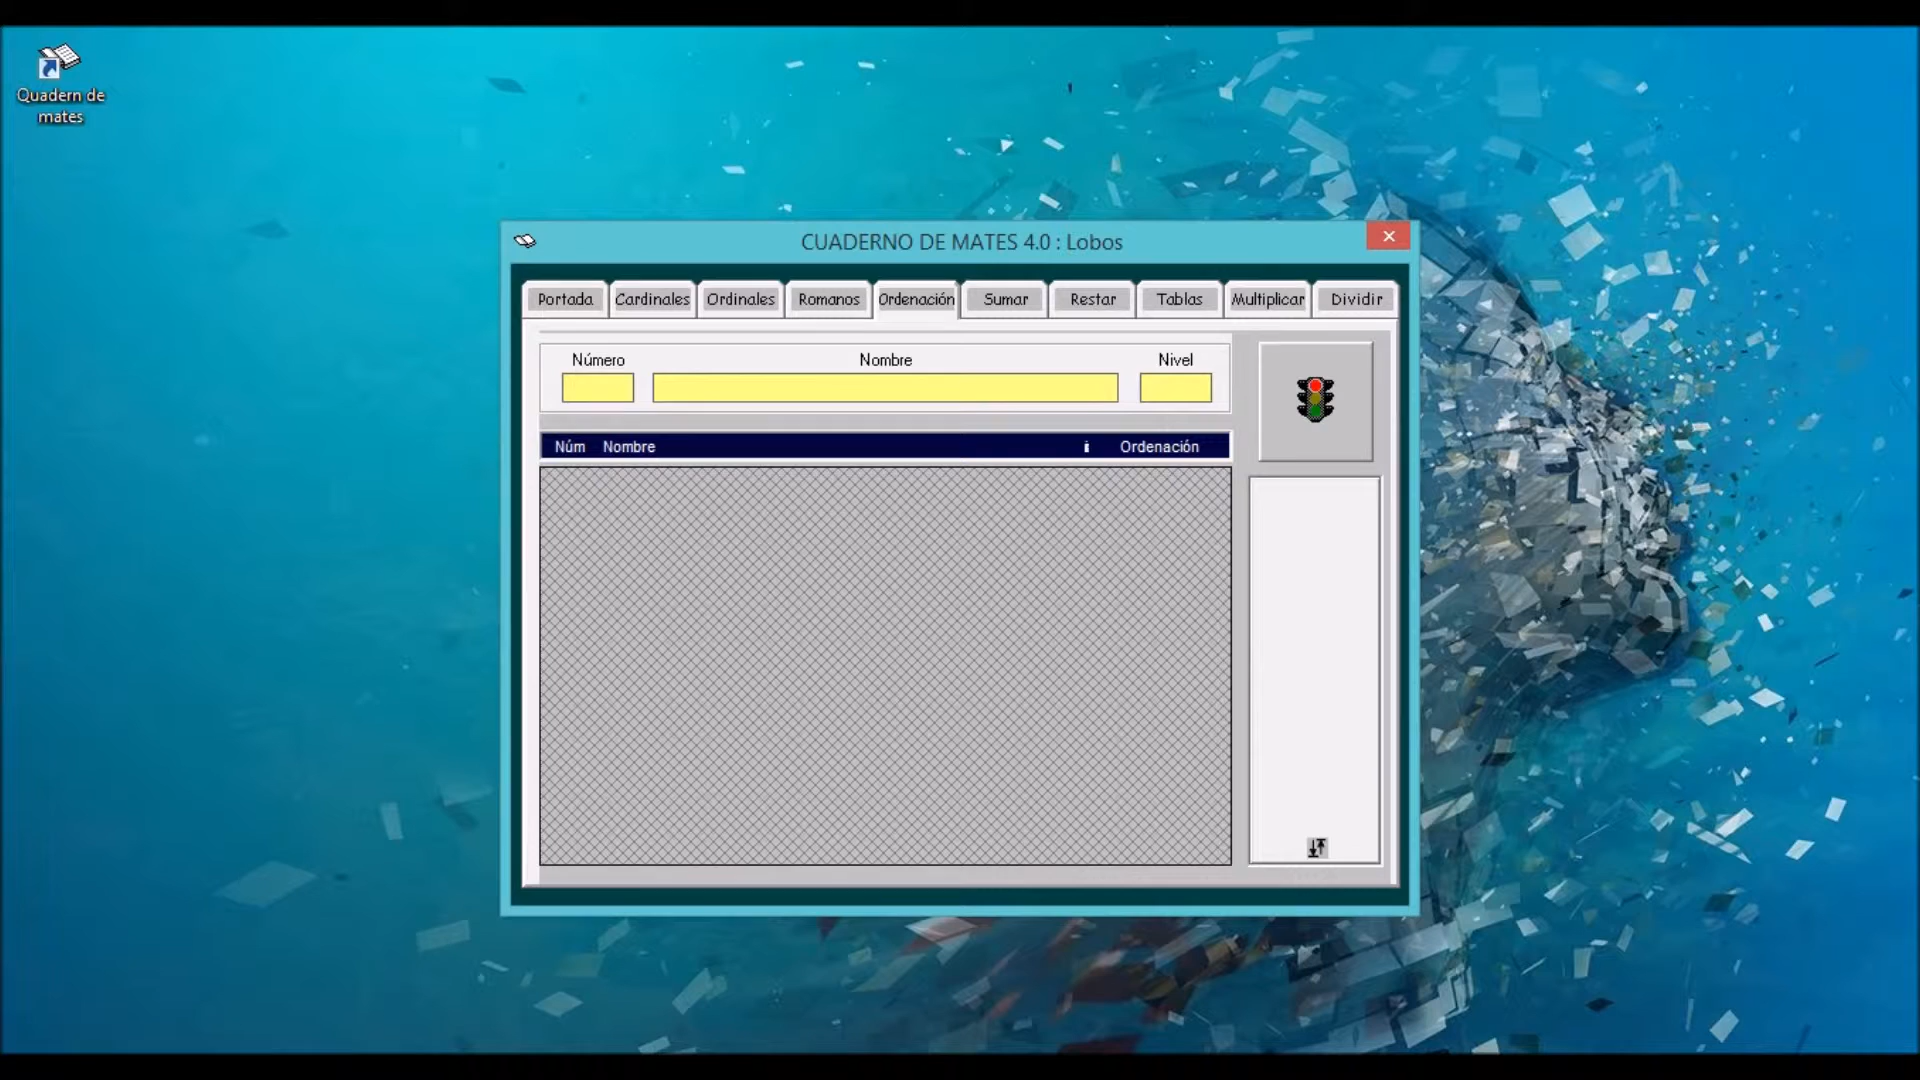 Quadern de
mates
CUADERNO DE MATES 4.0 : Lobos
Portada Cardinales Ordinales Romanos Ordenación Sumar Restar Tablas Multiplicar Dividir
Número Nombre Nivel
Núm Nombre i Ordenación